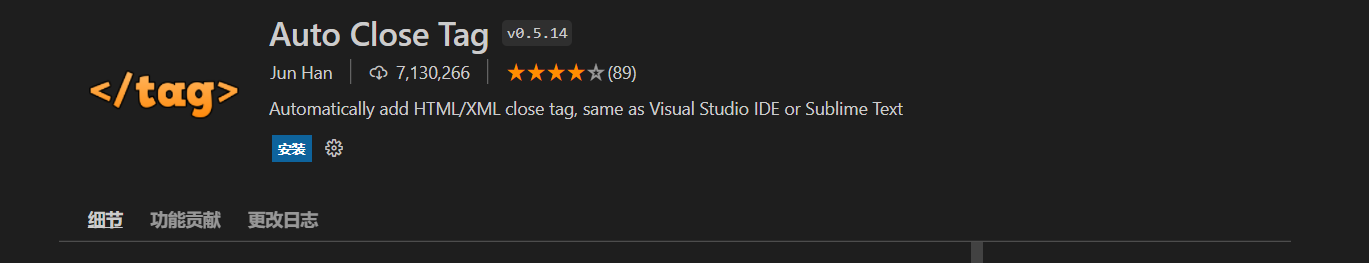 Auto Close Tag v0.5.14
</tag>
Jun Han 7,130,266 (89)
Automatically add HTML/XML close tag, same as Visual Studio IDE or Sublime Text
安装
细节 功能贡献 更改日志